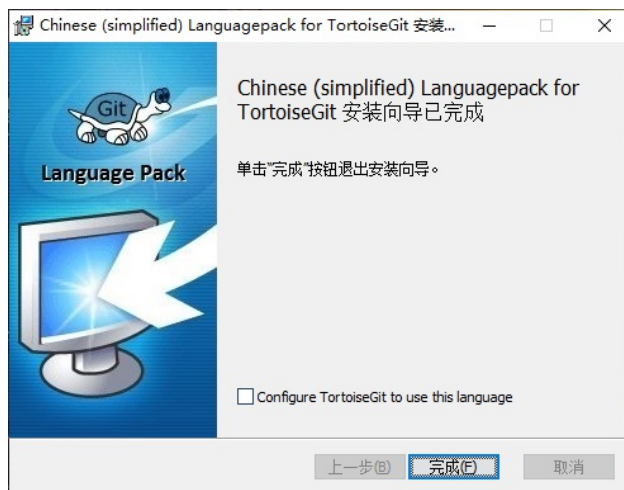 Chinese (simplified) Languagepack for TortoiseGit 安装...
Git
Language Pack
Chinese (simplified) Languagepack for
TortoiseGit 安装向导已完成
单击"完成"按钮退出安装向导。
Configure TortoiseGit to use this language
上一步(B)
完成(F)
取消